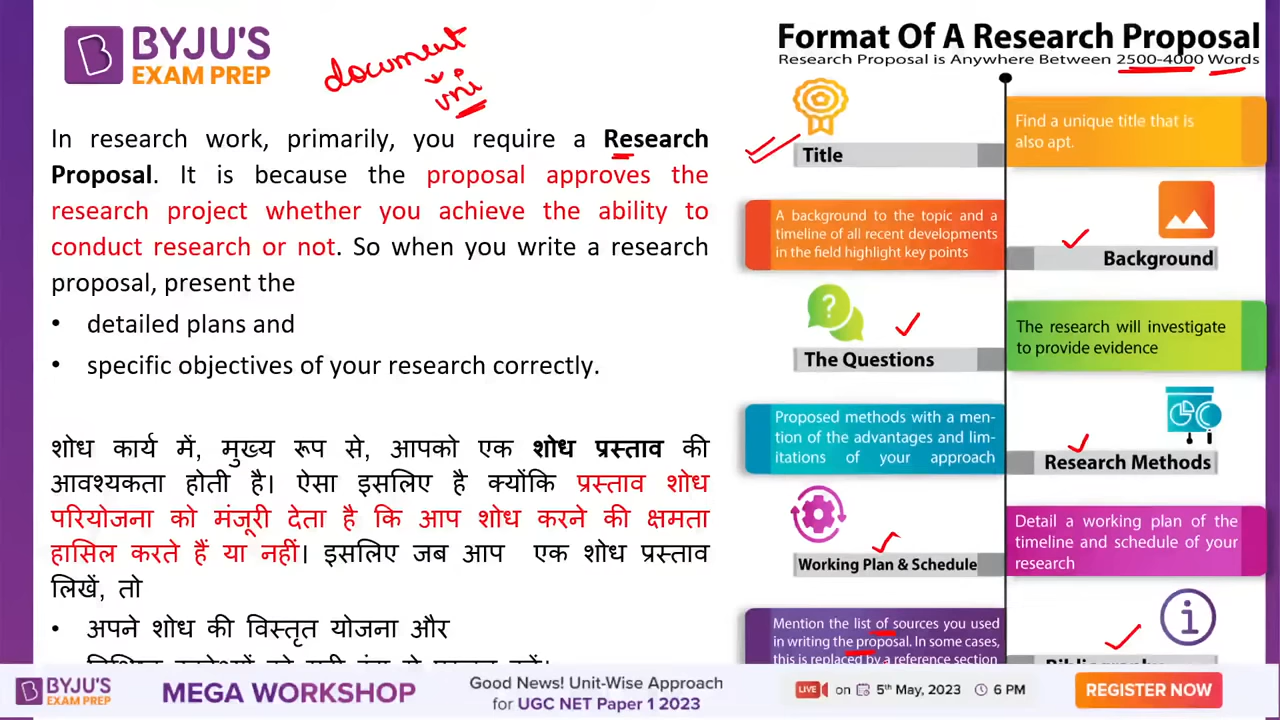 BYJU'S
EXAM PREP
document
uni
In research work, primarily, you require a Research
Proposal. It is because the proposal approves the
research project whether you achieve the ability to
conduct research or not. So when you write a research
proposal, present the
• detailed plans and
• specific objectives of your research correctly.
शोध कार्य में, मुख्य रूप से, आपको एक शोध प्रस्ताव की
आवश्यकता होती है। ऐसा इसलिए है क्योंकि प्रस्ताव शोध
परियोजना को मंजूरी देता है कि आप शोध करने की क्षमता
हासिल करते हैं या नहीं। इसलिए जब आप एक शोध प्रस्ताव
लिखें, तो
• अपने शोध की विस्तृत योजना और
Format Of A Research Proposal
Research Proposal is Anywhere Between 2500-4000 Words
Title
Find a unique title that is
also apt.
A background to the topic and a
timeline of all recent developments
in the field highlight key points
Background
The Questions
The research will investigate
to provide evidence
Proposed methods with a men-
tion of the advantages and lim-
itations of your approach
Research Methods
Working Plan & Schedule
Detail a working plan of the
timeline and schedule of your
research
Mention the list of sources you used
in writing the proposal. In some cases,
this is replaced by a reference section
Bibliography
BYJU'S
EXAM PREP
MEGA WORKSHOP
Good News! Unit-Wise Approach
for UGC NET Paper 1 2023
LIVE on 5th May, 2023 6 PM
REGISTER NOW